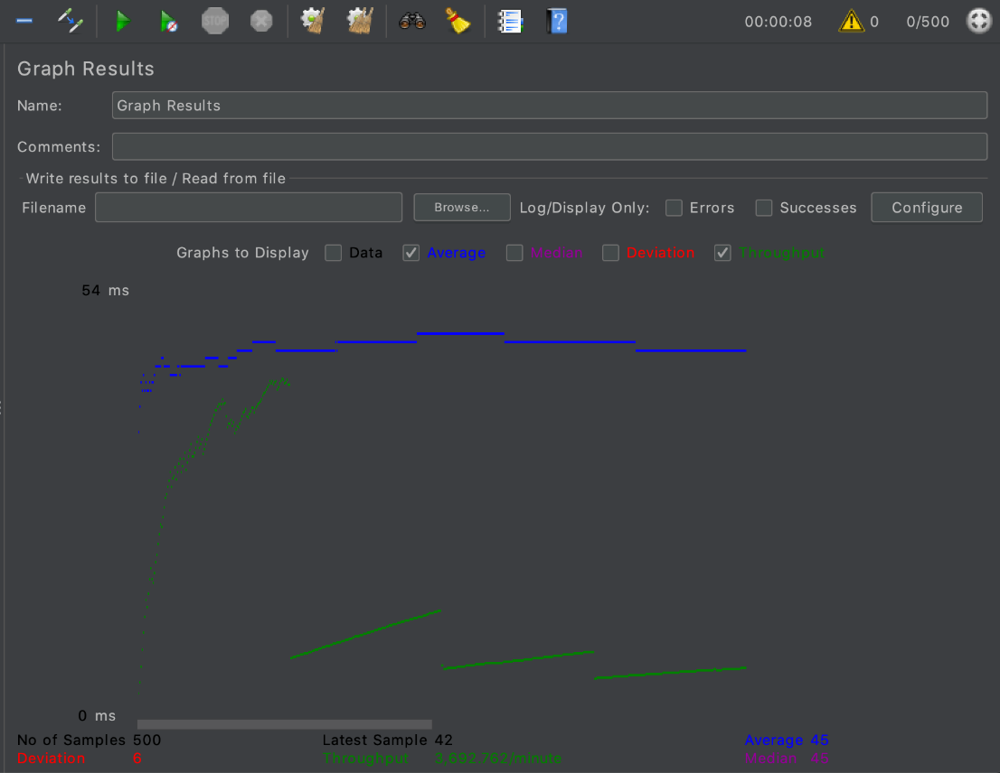 STOP 00:00:08 0 0/500
Graph Results
Name: Graph Results
Comments:
Write results to file / Read from file
Filename Browse... Log/Display Only: Errors Successes Configure
Graphs to Display Data Average Median Deviation Throughput
54 ms
0 ms
No of Samples 500 Latest Sample 42 Average 45
Deviation 6 Throughput 3,692.762/minute Median 46